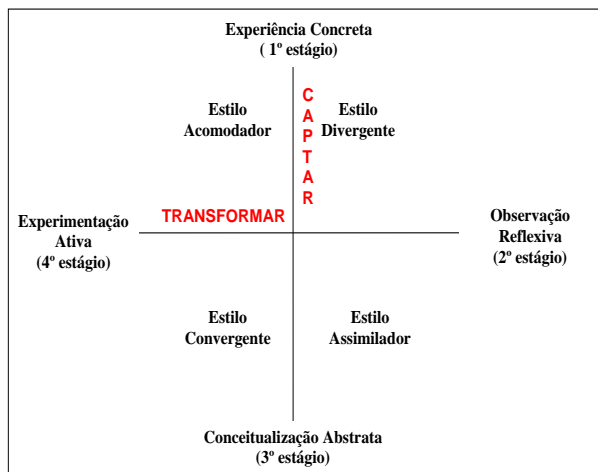 Experiência Concreta
( 1º estágio)
Estilo
Acomodador
C
A
P
T
A
R
Estilo
Divergente
TRANSFORMAR
Experimentação
Ativa
(4º estágio)
Observação
Reflexiva
(2º estágio)
Estilo
Convergente
Estilo
Assimilador
Conceitualização Abstrata
(3º estágio)